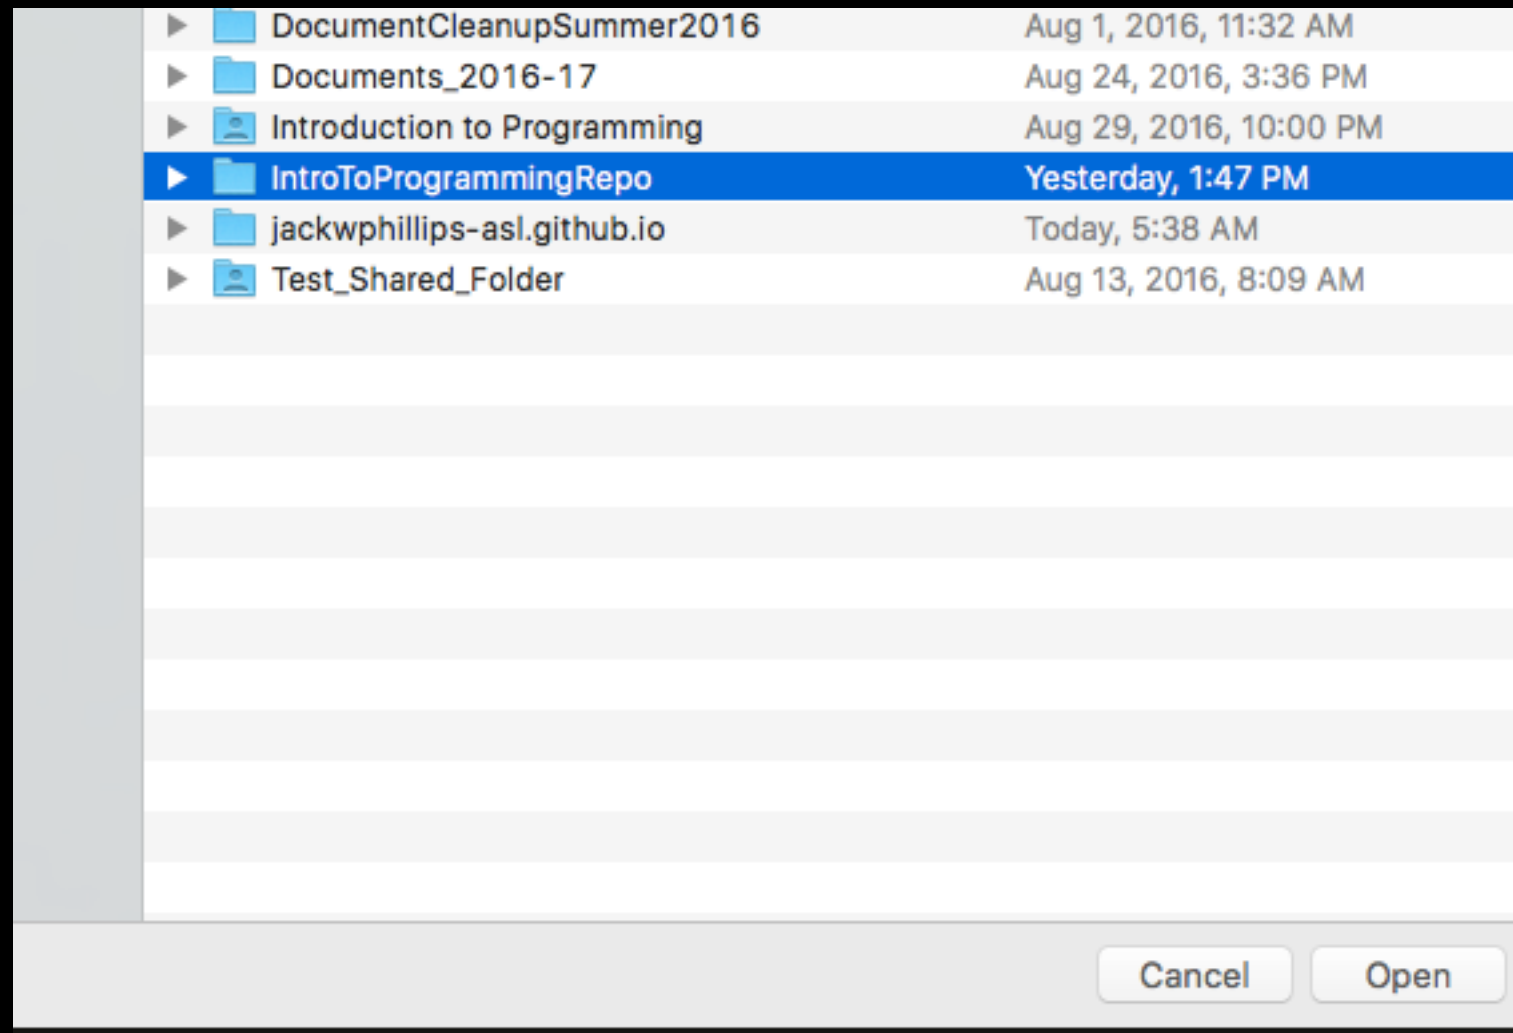 DocumentCleanupSummer2016 Aug 1, 2016, 11:32 AM
Documents_2016-17 Aug 24, 2016, 3:36 PM
Introduction to Programming Aug 29, 2016, 10:00 PM
IntroToProgrammingRepo Yesterday, 1:47 PM
jackwphillips-asl.github.io Today, 5:38 AM
Test_Shared_Folder Aug 13, 2016, 8:09 AM
Cancel Open